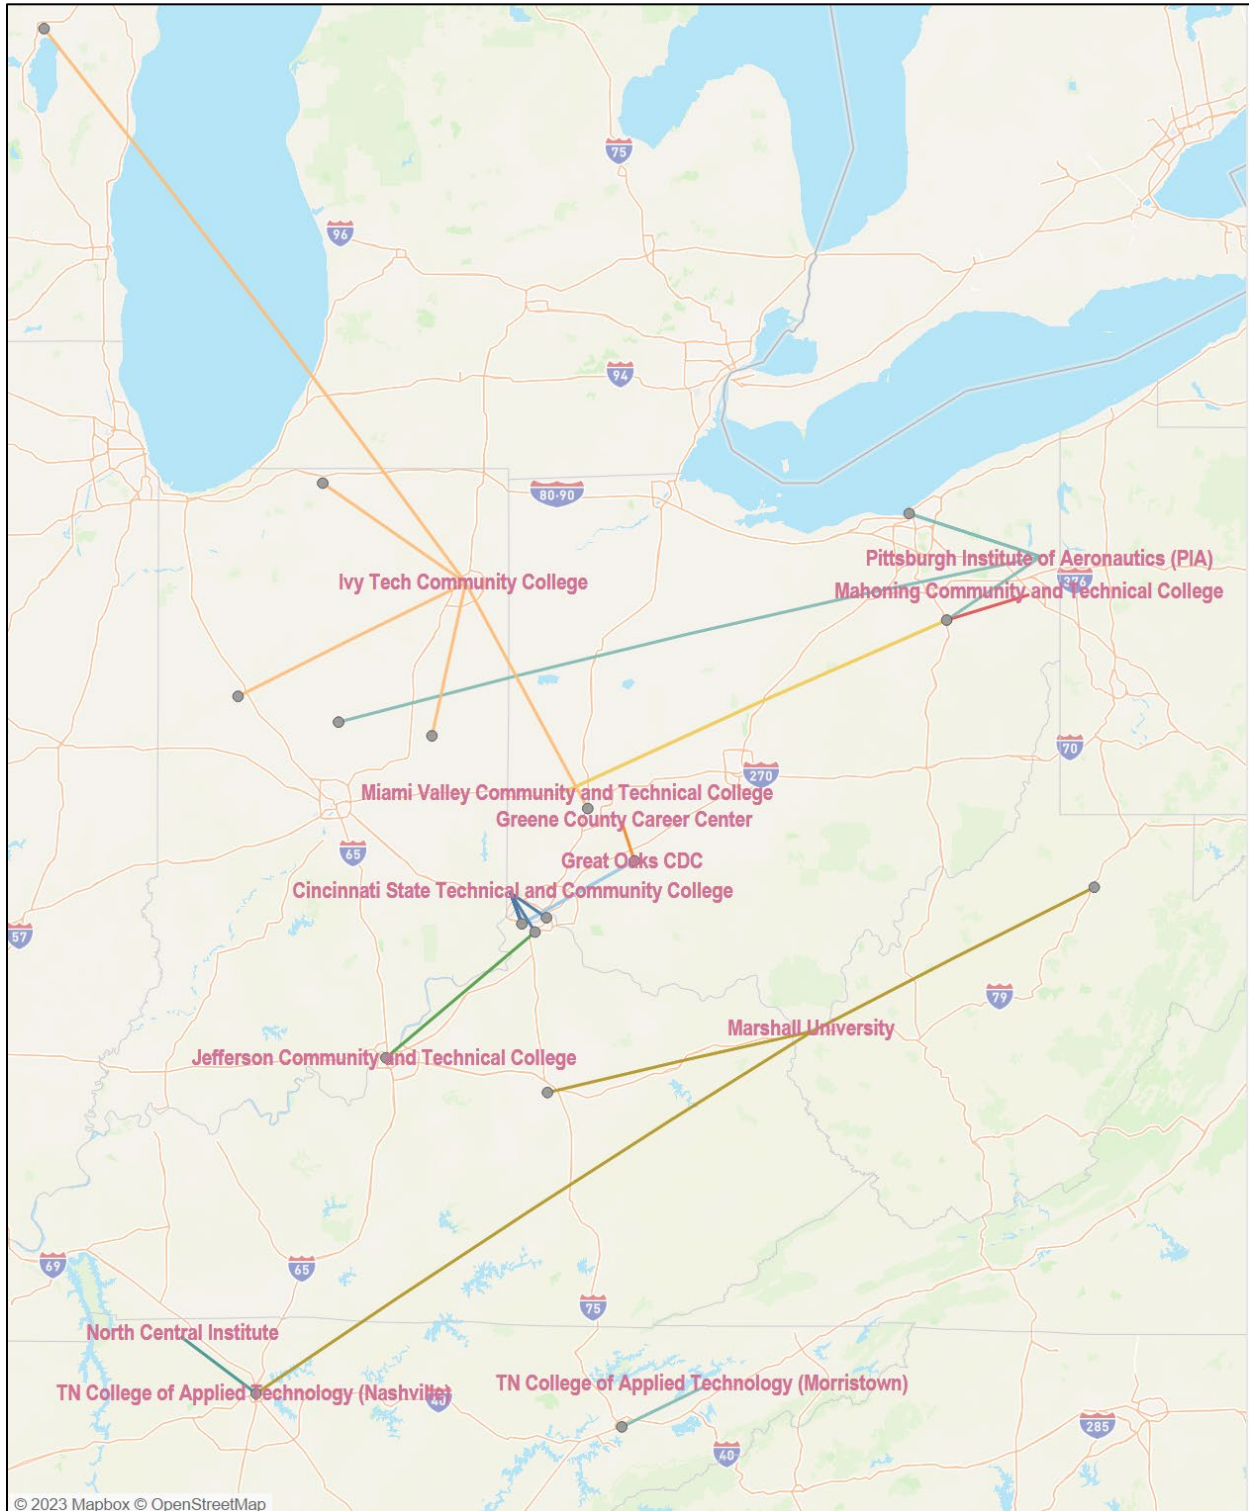 75
96
94
80-90
Pittsburgh Institute of Aeronautics (PIA)
376
Ivy Tech Community College
Mahoning Community and Technical College
70
270
Miami Valley Community and Technical College
Greene County Career Center
65
Great Oaks CDC
Cincinnati State Technical and Community College
57
79
Marshall University
Jefferson Community and Technical College
69
65
75
North Central Institute
TN College of Applied Technology (Nashville)
40
TN College of Applied Technology (Morristown)
285
40
© 2023 Mapbox © OpenStreetMap